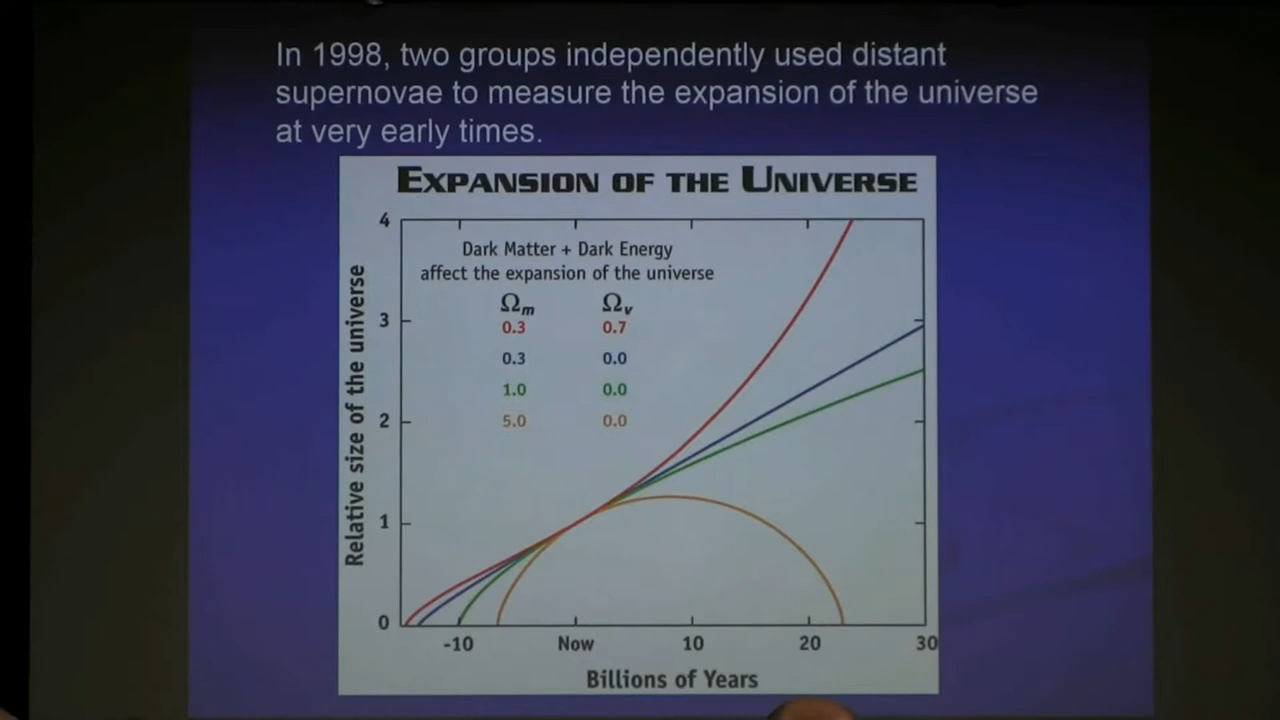 In 1998, two groups independently used distant
supernovae to measure the expansion of the universe
at very early times.
EXPANSION OF THE UNIVERSE
Dark Matter + Dark Energy
affect the expansion of the universe
Ωm Ωv
0.3 0.7
0.3 0.0
1.0 0.0
5.0 0.0
Relative size of the universe
4
3
2
1
0
-10 Now 10 20 30
Billions of Years